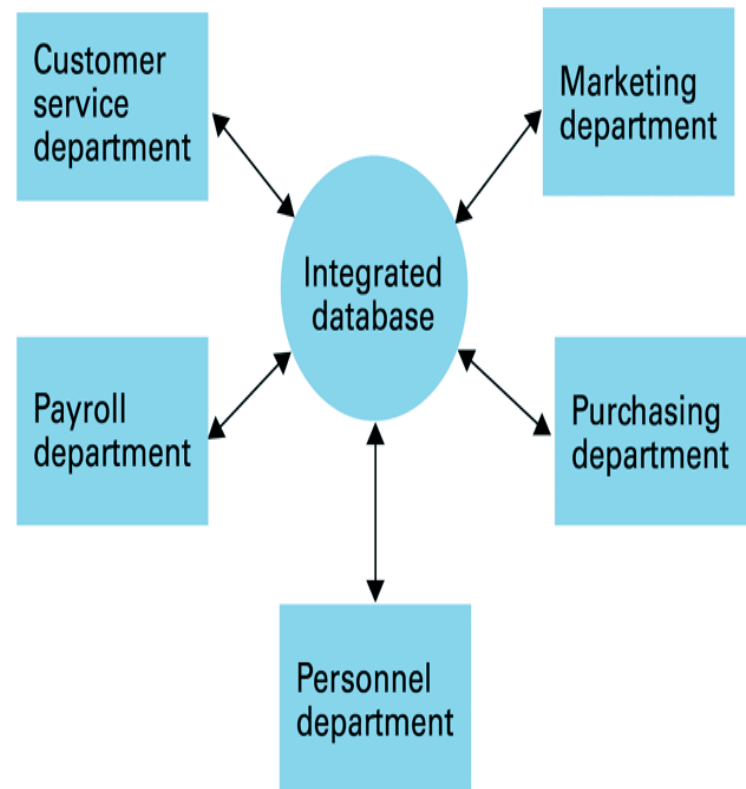 Customer
service
department
Marketing
department
Integrated
database
Payroll
department
Purchasing
department
Personnel
department